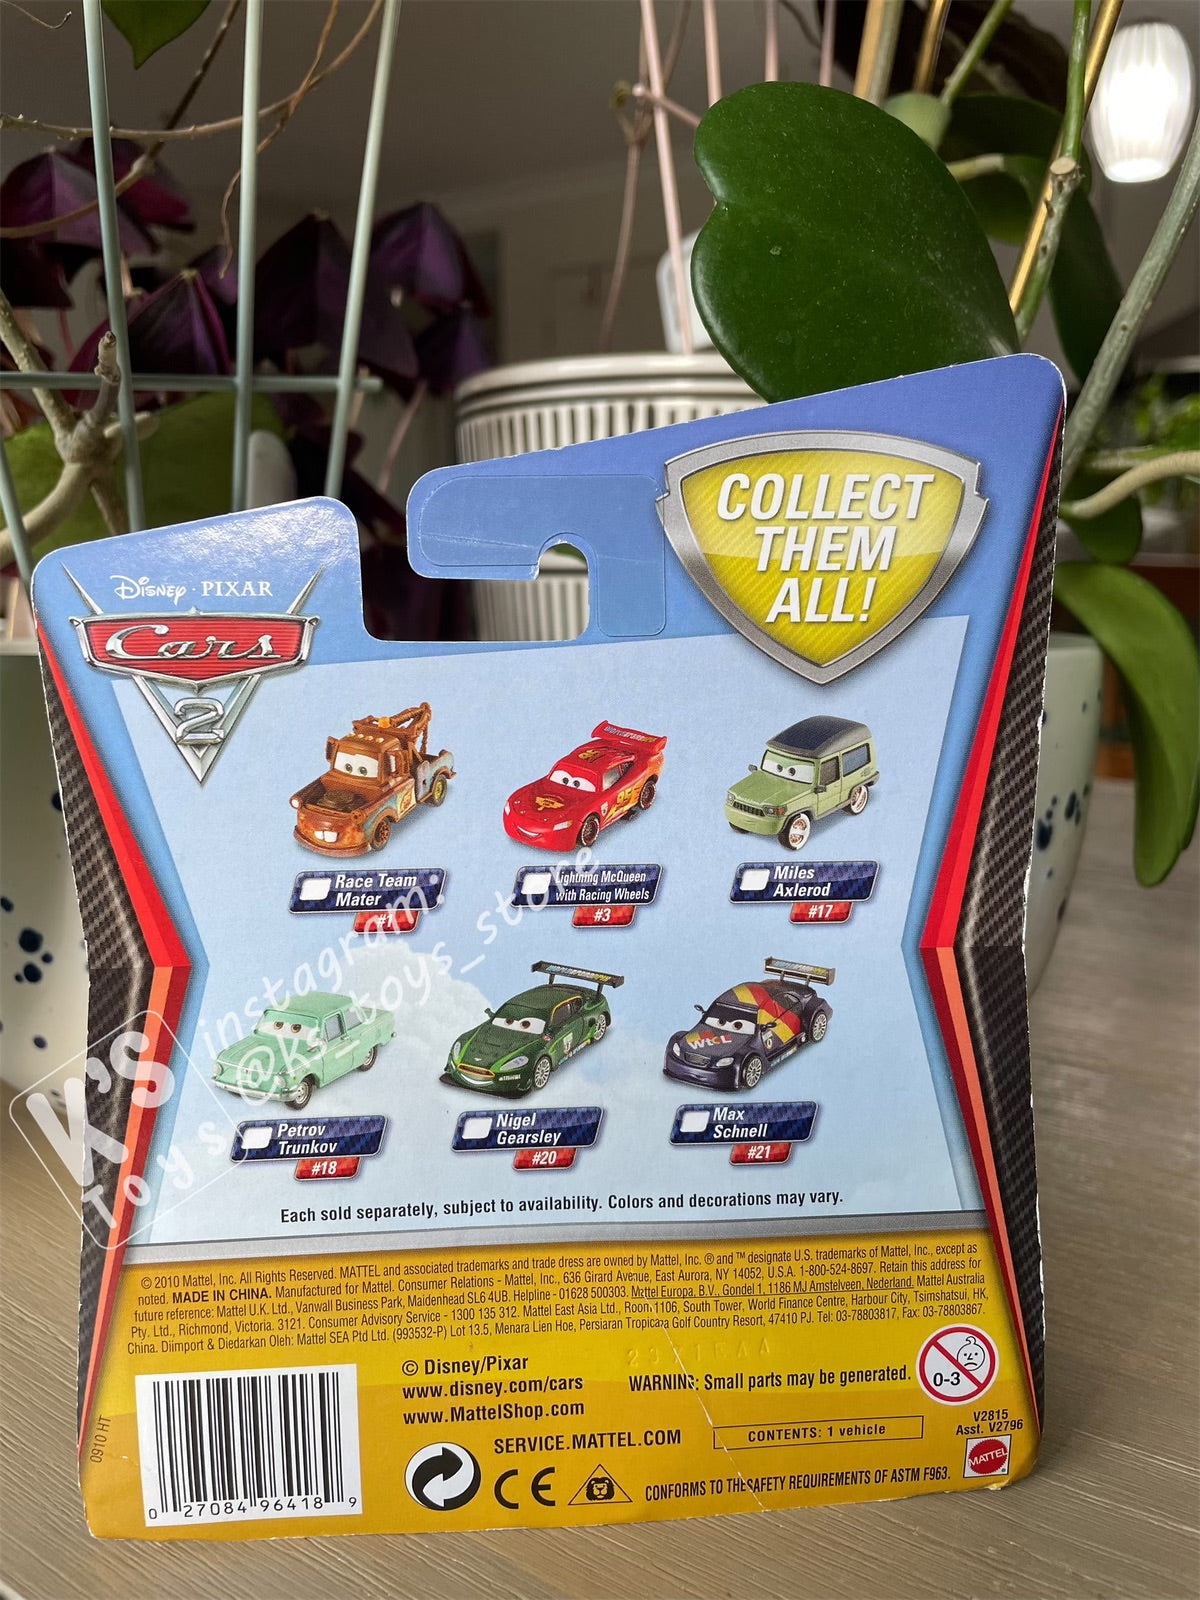 COLLECT
THEM
ALL!
Disney · PIXAR
Cars
2
Race Team
Mater
#1
Lightning McQueen
with Racing Wheels
#3
Miles
Axlerod
#17
Petrov
Trunkov
#18
Nigel
Gearsley
#20
Max
Schnell
#21
instagram:
@k's_toys_store
K'S
Toys
Each sold separately, subject to availability. Colors and decorations may vary.
© 2010 Mattel, Inc. All Rights Reserved. MATTEL and associated trademarks and trade dress are owned by Mattel, Inc. ® and ™ designate U.S. trademarks of Mattel, Inc., except as
noted. MADE IN CHINA. Manufactured for Mattel. Consumer Relations - Mattel, Inc., 636 Girard Avenue, East Aurora, NY 14052, U.S.A. 1-800-524-8697. Retain this address for
future reference: Mattel U.K. Ltd., Vanwall Business Park, Maidenhead SL6 4UB. Helpline - 01628 500303. Mattel Europa, B.V., Gondel 1, 1186 MJ Amstelveen, Nederland. Mattel Australia
Pty. Ltd., Richmond, Victoria. 3121. Consumer Advisory Service - 1300 135 312. Mattel East Asia Ltd., Room 1106, South Tower, World Finance Centre, Harbour City, Tsimshatsui, HK,
China. Diimport & Diedarkan Oleh: Mattel SEA Ptd Ltd. (993532-P) Lot 13.5, Menara Lien Hoe, Persiaran Tropicana Golf Country Resort, 47410 PJ. Tel: 03-78803817, Fax: 03-78803867.
© Disney/Pixar
www.disney.com/cars
www.MattelShop.com
SERVICE.MATTEL.COM
WARNING: Small parts may be generated.
0-3
CONTENTS: 1 vehicle
V2815
Asst. V2796
MATTEL
CE
CONFORMS TO THE SAFETY REQUIREMENTS OF ASTM F963.
0910 HT
0 27084 96418 9